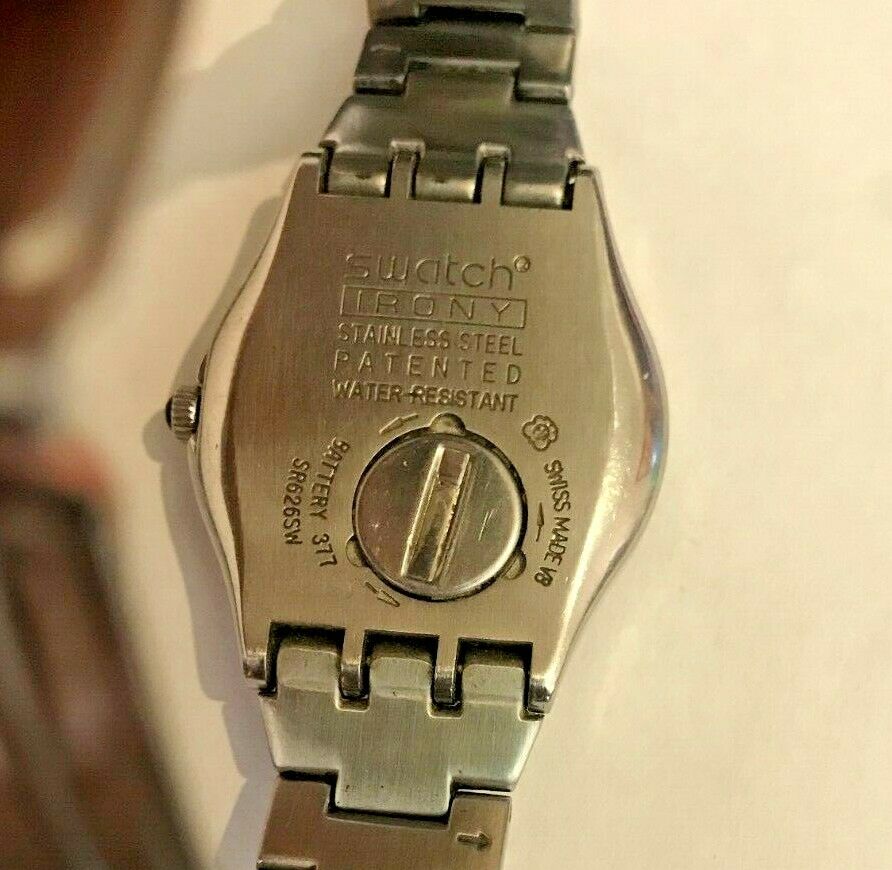 swatch®
IRONY
STAINLESS STEEL
PATENTED
WATER-RESISTANT
BATTERY 377
SR626SW
SWISS MADE V8